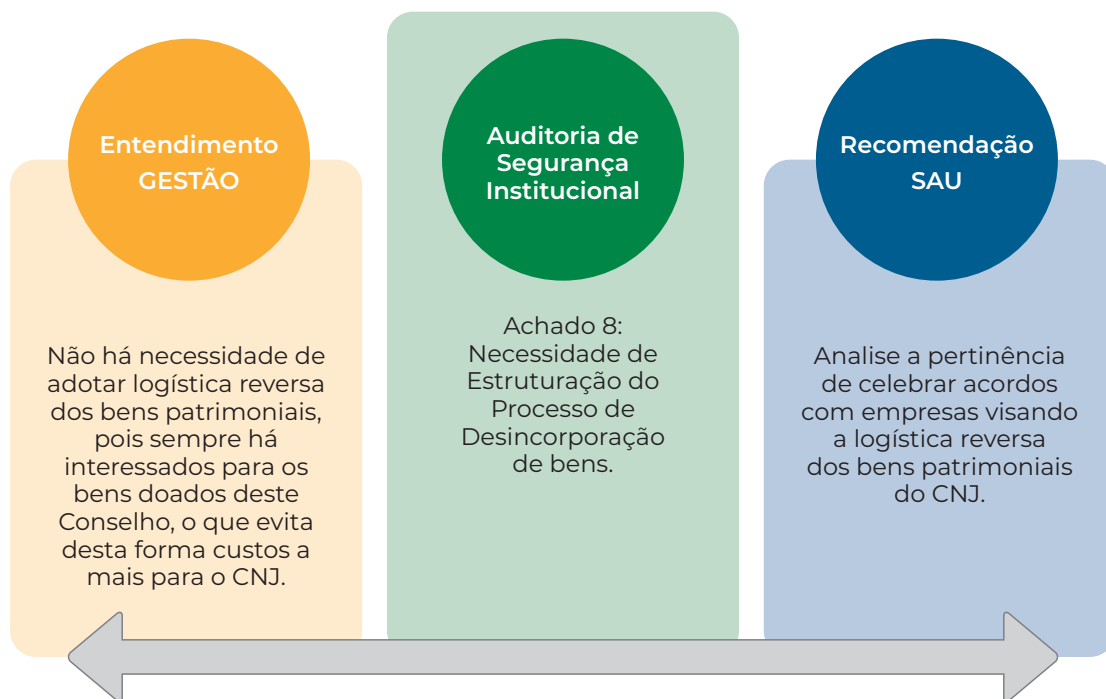 Entendimento
GESTÃO
Não há necessidade de
adotar logística reversa
dos bens patrimoniais,
pois sempre há
interessados para os
bens doados deste
Conselho, o que evita
desta forma custos a
mais para o CNJ.
Auditoria de
Segurança
Institucional
Achado 8:
Necessidade de
Estruturação do
Processo de
Desincorporação
de bens.
Recomendação
SAU
Analise a pertinência
de celebrar acordos
com empresas visando
a logística reversa
dos bens patrimoniais
do CNJ.